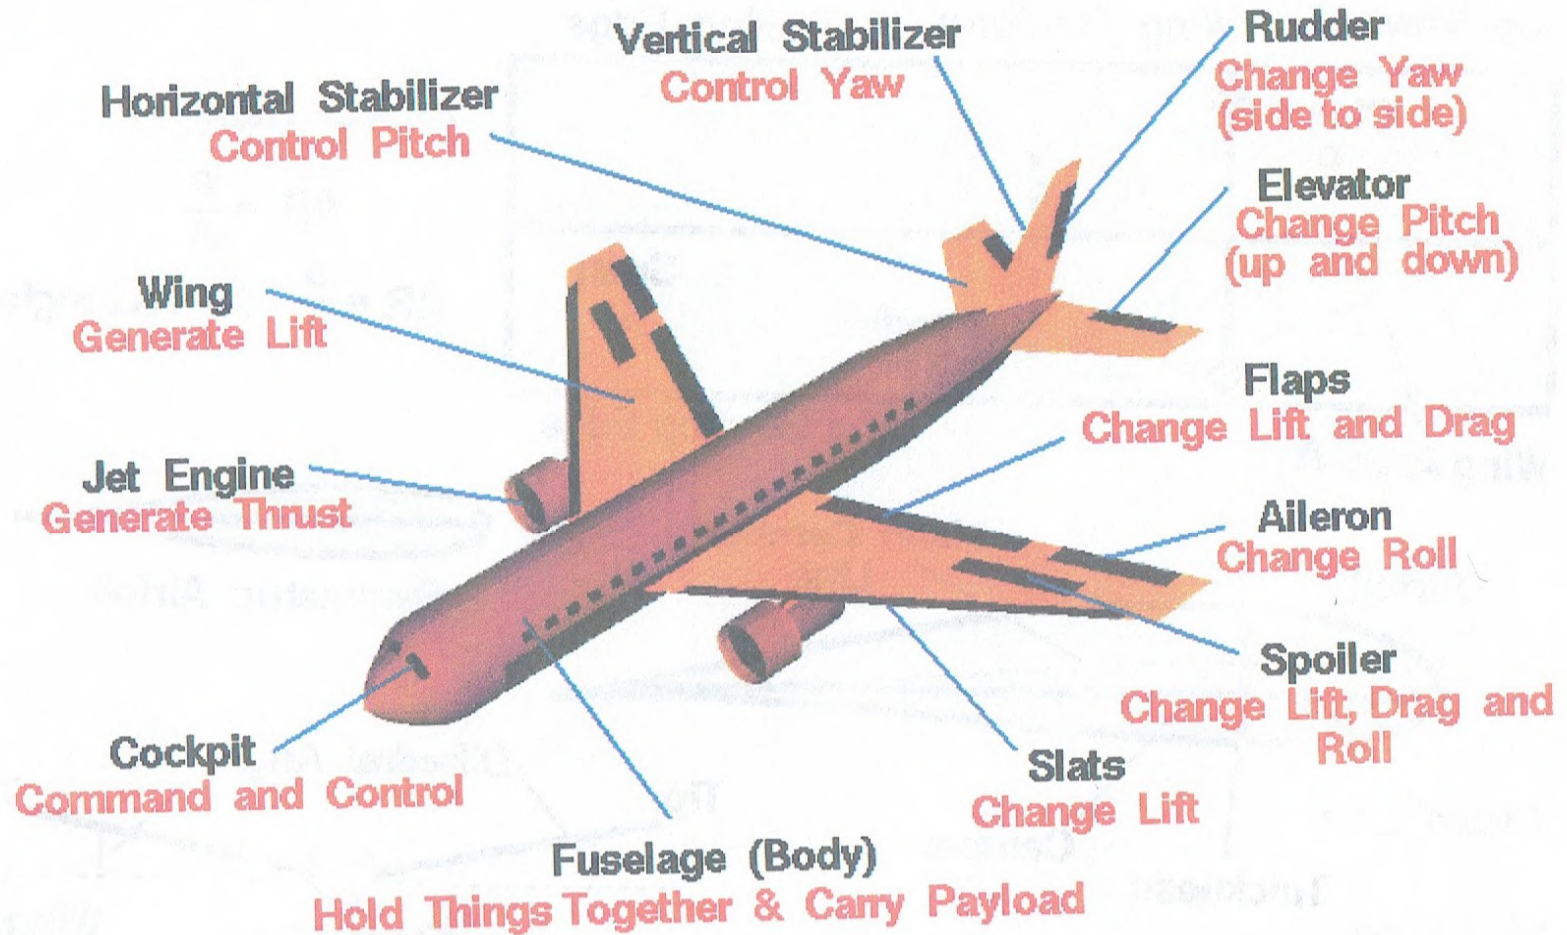 Vertical Stabilizer
Control Yaw
Rudder
Change Yaw
(side to side)
Horizontal Stabilizer
Control Pitch
Elevator
Change Pitch
(up and down)
Wing
Generate Lift
Flaps
Change Lift and Drag
Jet Engine
Generate Thrust
Aileron
Change Roll
Spoiler
Change Lift, Drag and
Roll
Cockpit
Command and Control
Slats
Change Lift
Fuselage (Body)
Hold Things Together & Carry Payload